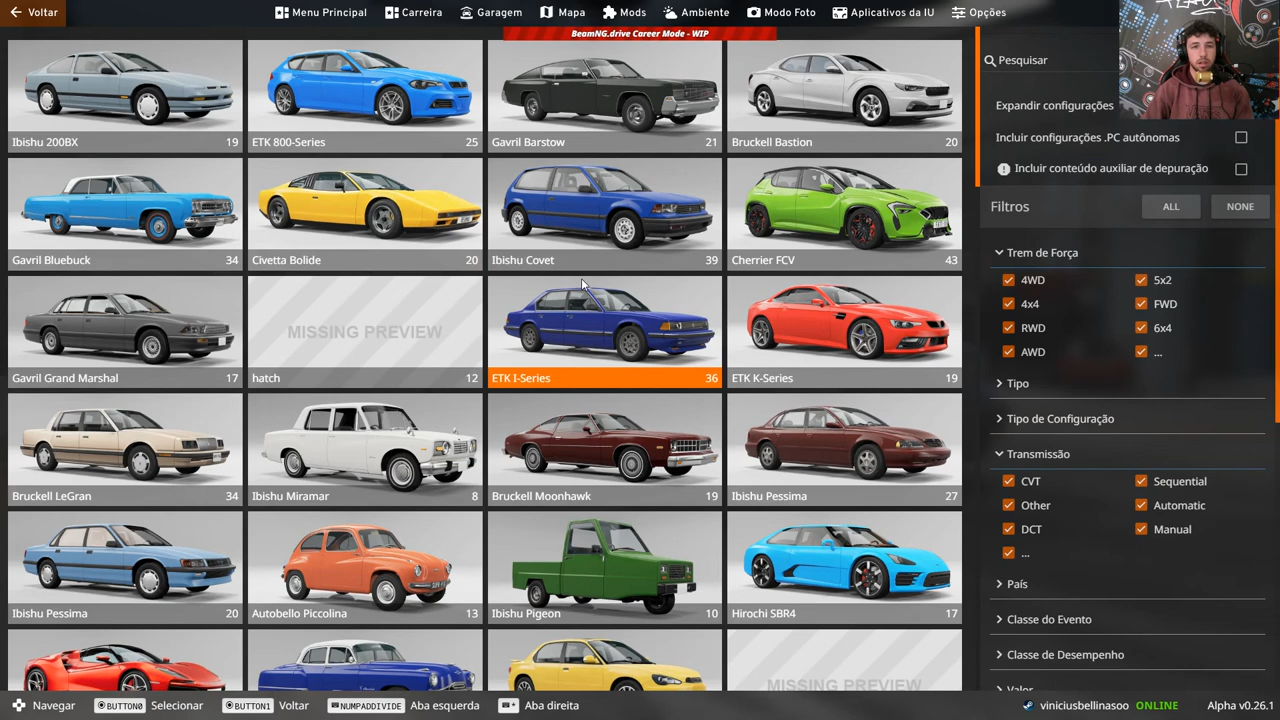 Voltar
Menu Principal
Carreira
Garagem
Mapa
Mods
Ambiente
Modo Foto
Aplicativos da IU
Opções
BeamNG.drive Career Mode - WIP
Ibishu 200BX 19
ETK 800-Series 25
Gavril Barstow 21
Bruckell Bastion 20
Gavril Bluebuck 34
Civetta Bolide 20
Ibishu Covet 39
Cherrier FCV 43
Gavril Grand Marshal 17
MISSING PREVIEW
hatch 12
ETK I-Series 36
ETK K-Series 19
Bruckell LeGran 34
Ibishu Miramar 8
Bruckell Moonhawk 19
Ibishu Pessima 27
Ibishu Pessima 20
Autobello Piccolina 13
Ibishu Pigeon 10
Hirochi SBR4 17
MISSING PREVIEW
Pesquisar
Expandir configurações
Incluir configurações .PC autônomas
Incluir conteúdo auxiliar de depuração
Filtros ALL NONE
Trem de Força
4WD 5x2
4x4 FWD
RWD 6x4
AWD ...
Tipo
Tipo de Configuração
Transmissão
CVT Sequential
Other Automatic
DCT Manual
...
País
Classe do Evento
Classe de Desempenho
Valor
Navegar
BUTTON0 Selecionar
BUTTON1 Voltar
NUMPADDIVIDE Aba esquerda
Aba direita
viniciusbellinasoo ONLINE
Alpha v0.26.1